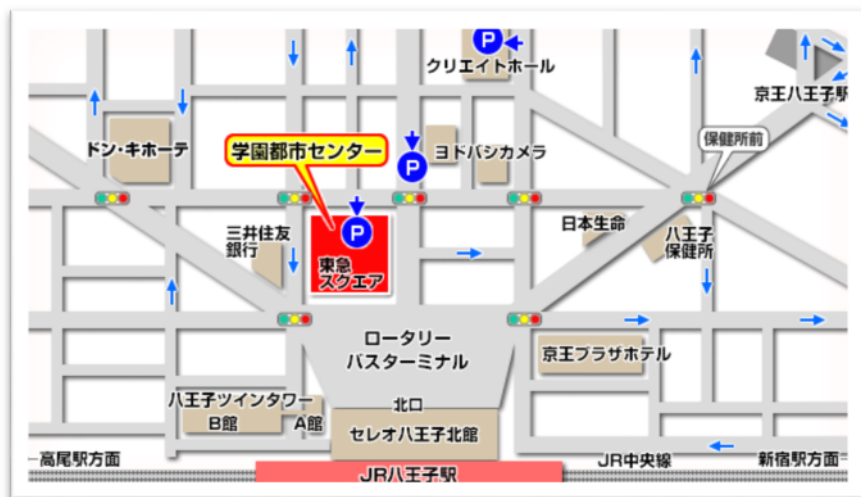 P
クリエイトホール
京王八王子駅
ドン・キホーテ
学園都市センター
P
ヨドバシカメラ
保健所前
P
三井住友
銀行
東急
スクエア
日本生命
八王子
保健所
ロータリー
バスターミナル
京王プラザホテル
八王子ツインタワー
B館
A館
北口
セレオ八王子北館
高尾駅方面
JR八王子駅
JR中央線
新宿駅方面